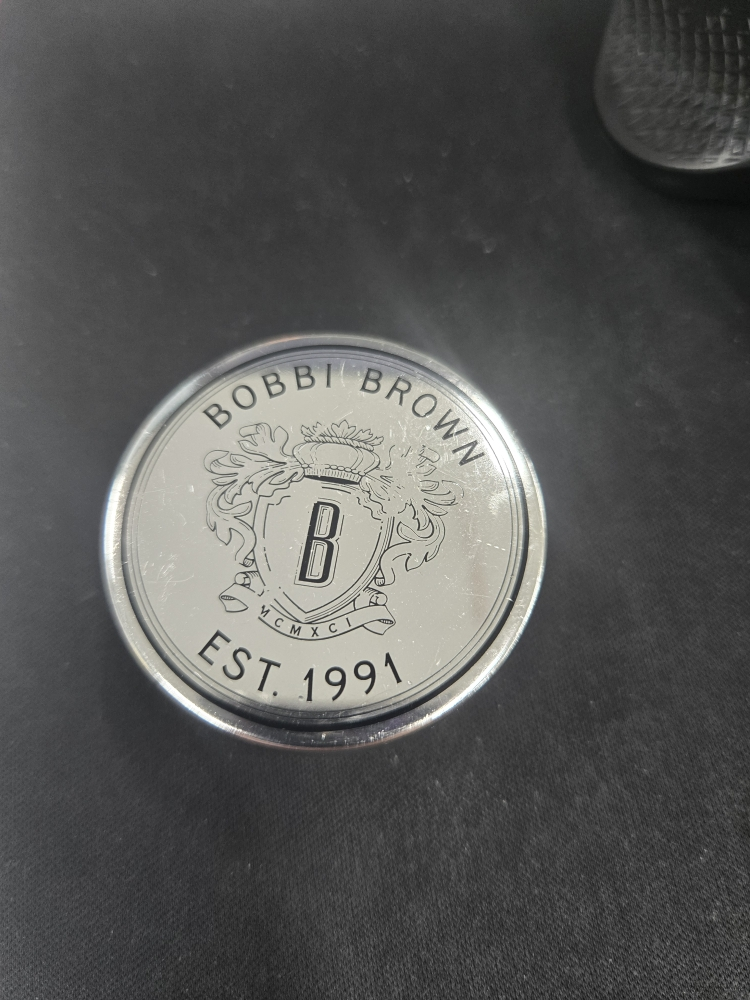 BOBBI BROWN
B
MCMXCI
EST. 1991